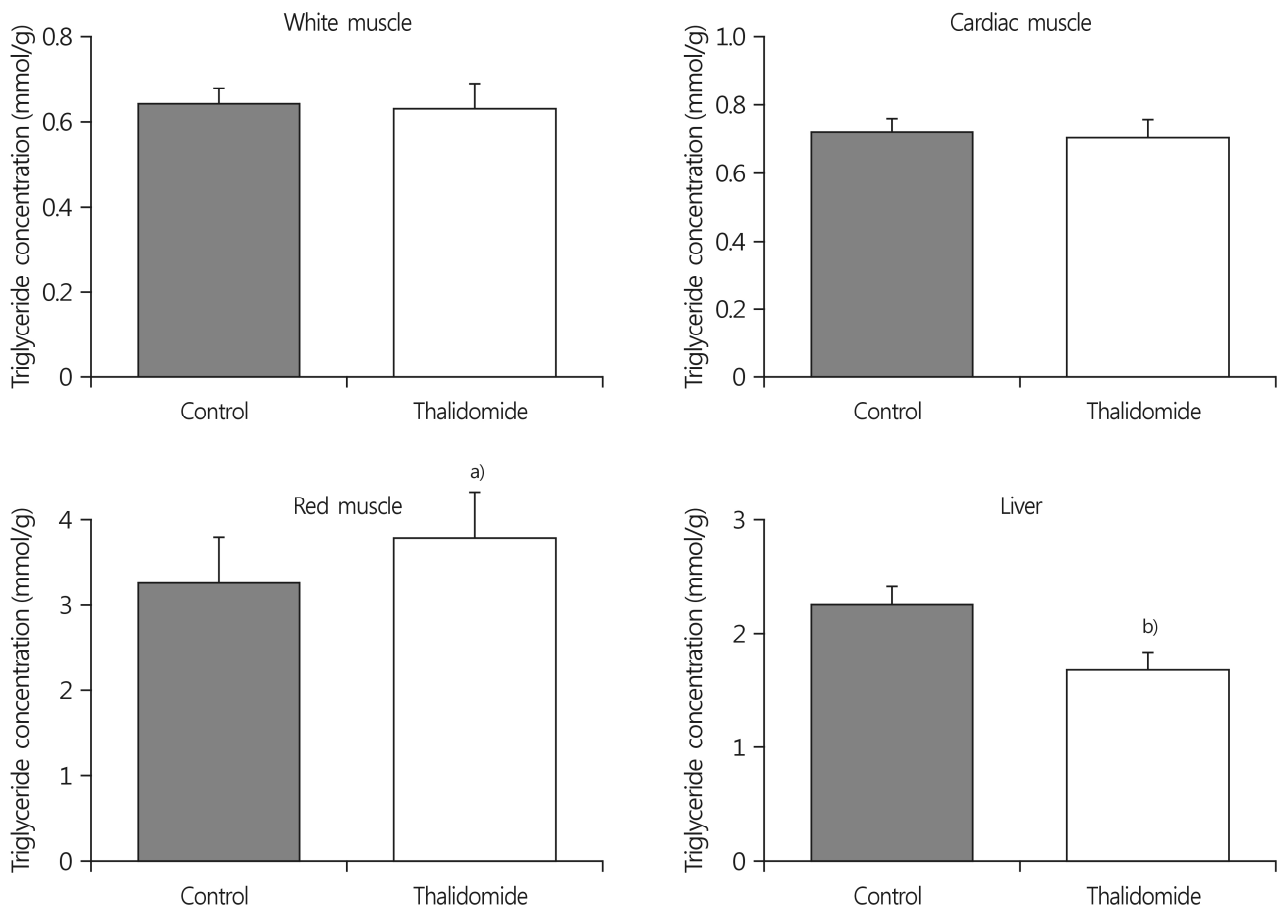 White muscle
Triglyceride concentration (mmol/g)
0.8
0.6
0.4
0.2
0
Control
Thalidomide
Cardiac muscle
Triglyceride concentration (mmol/g)
1.0
0.8
0.6
0.4
0.2
0
Control
Thalidomide
Red muscle
a)
Triglyceride concentration (mmol/g)
4
3
2
1
0
Control
Thalidomide
Liver
b)
Triglyceride concentration (mmol/g)
3
2
1
0
Control
Thalidomide